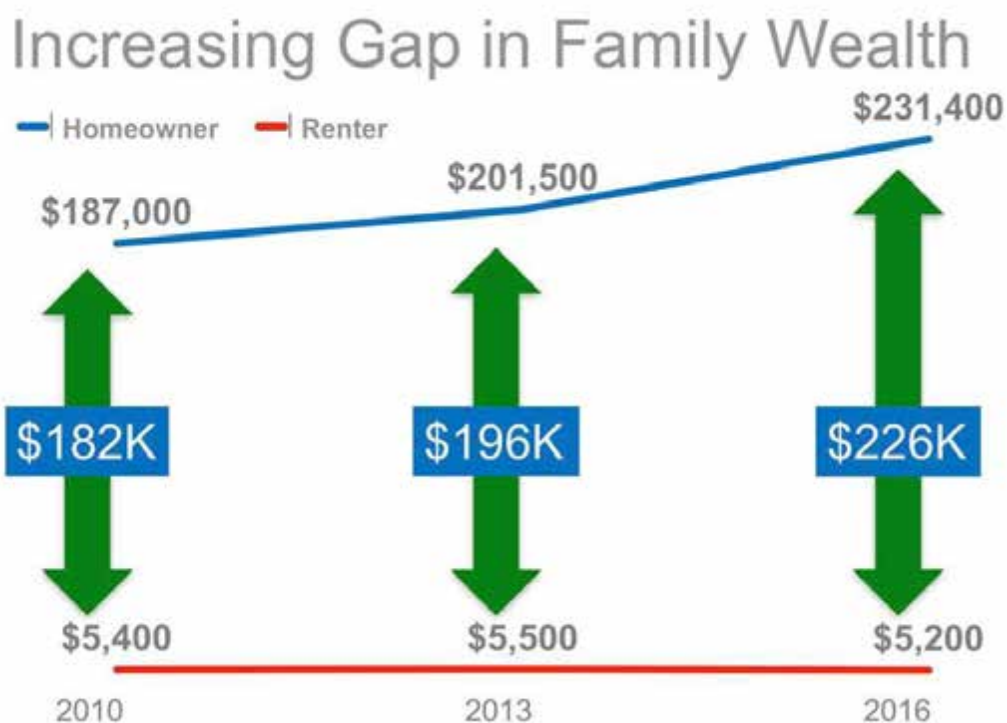 Increasing Gap in Family Wealth
Homeowner Renter
$231,400
$201,500
$187,000
$182K $196K $226K
$5,400 $5,500 $5,200
2010 2013 2016